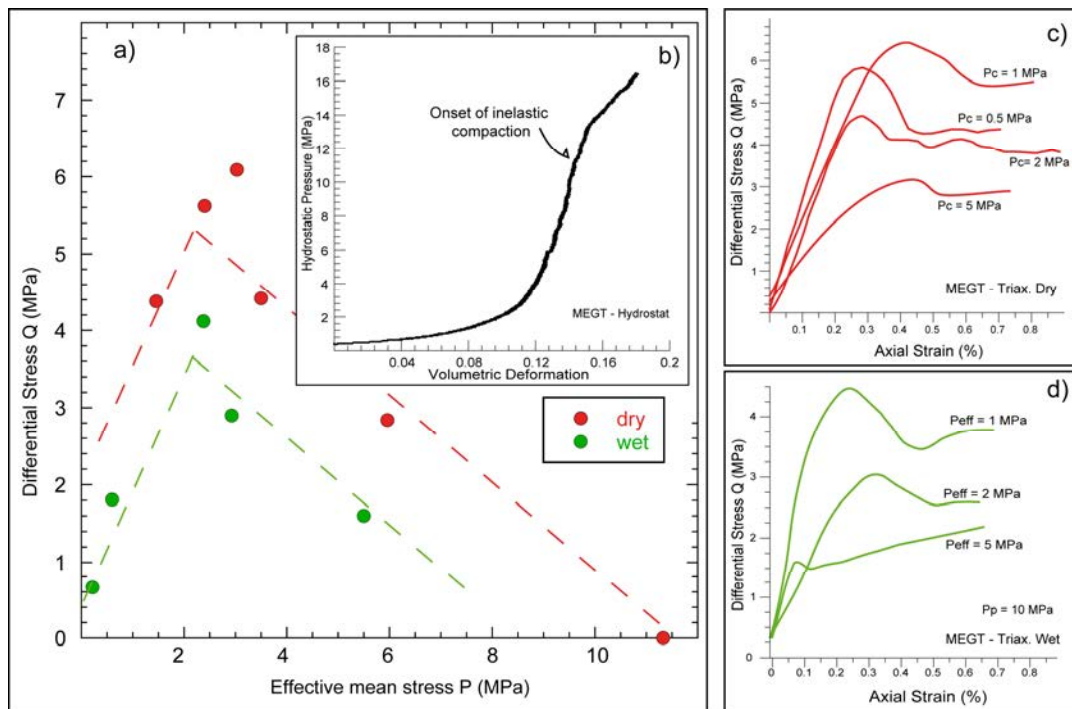 a)
7
6
5
4
3
2
1
0
2
4
6
8
10
Differential Stress Q (MPa)
Effective mean stress P (MPa)
dry
wet
b)
18
16
14
12
10
8
6
4
2
0.04
0.08
0.12
0.16
0.2
Hydrostatic Pressure (MPa)
Volumetric Deformation
Onset of inelastic
compaction
MEGT - Hydrostat
c)
6
5
4
3
2
1
0.1
0.2
0.3
0.4
0.5
0.6
0.7
0.8
Differential Stress Q (MPa)
Axial Strain (%)
Pc = 1 MPa
Pc = 0.5 MPa
Pc= 2 MPa
Pc = 5 MPa
MEGT - Triax. Dry
d)
4
3
2
1
0
0
0.1
0.2
0.3
0.4
0.5
0.6
0.7
0.8
Differential Stress Q (MPa)
Axial Strain (%)
Peff = 1 MPa
Peff = 2 MPa
Peff = 5 MPa
Pp = 10 MPa
MEGT - Triax. Wet